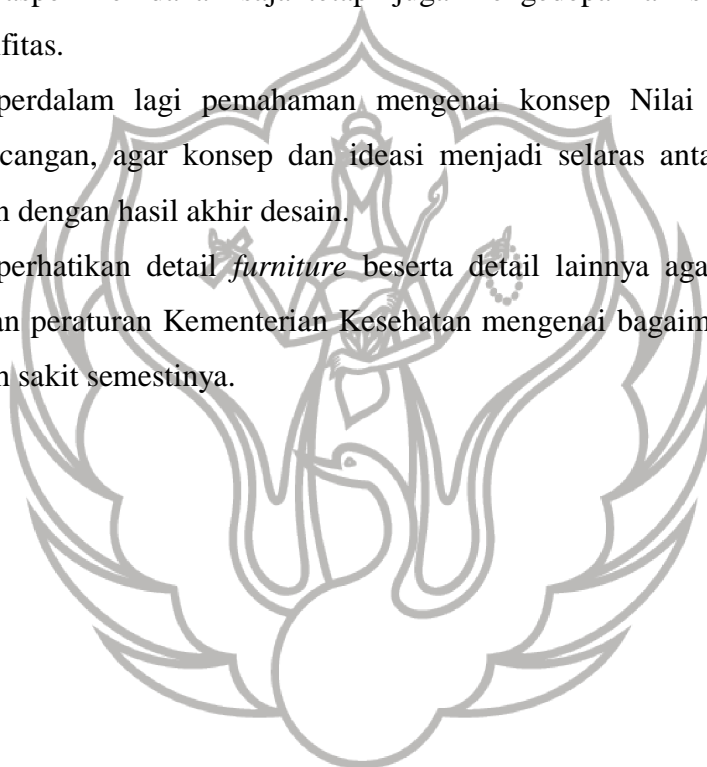 fitas.
perdalam lagi pemahaman mengenai konsep Nilai
cangan, agar konsep dan ideasi menjadi selaras anta
n dengan hasil akhir desain.
perhatikan detail furniture beserta detail lainnya aga
an peraturan Kementerian Kesehatan mengenai bagaim
h sakit semestinya.